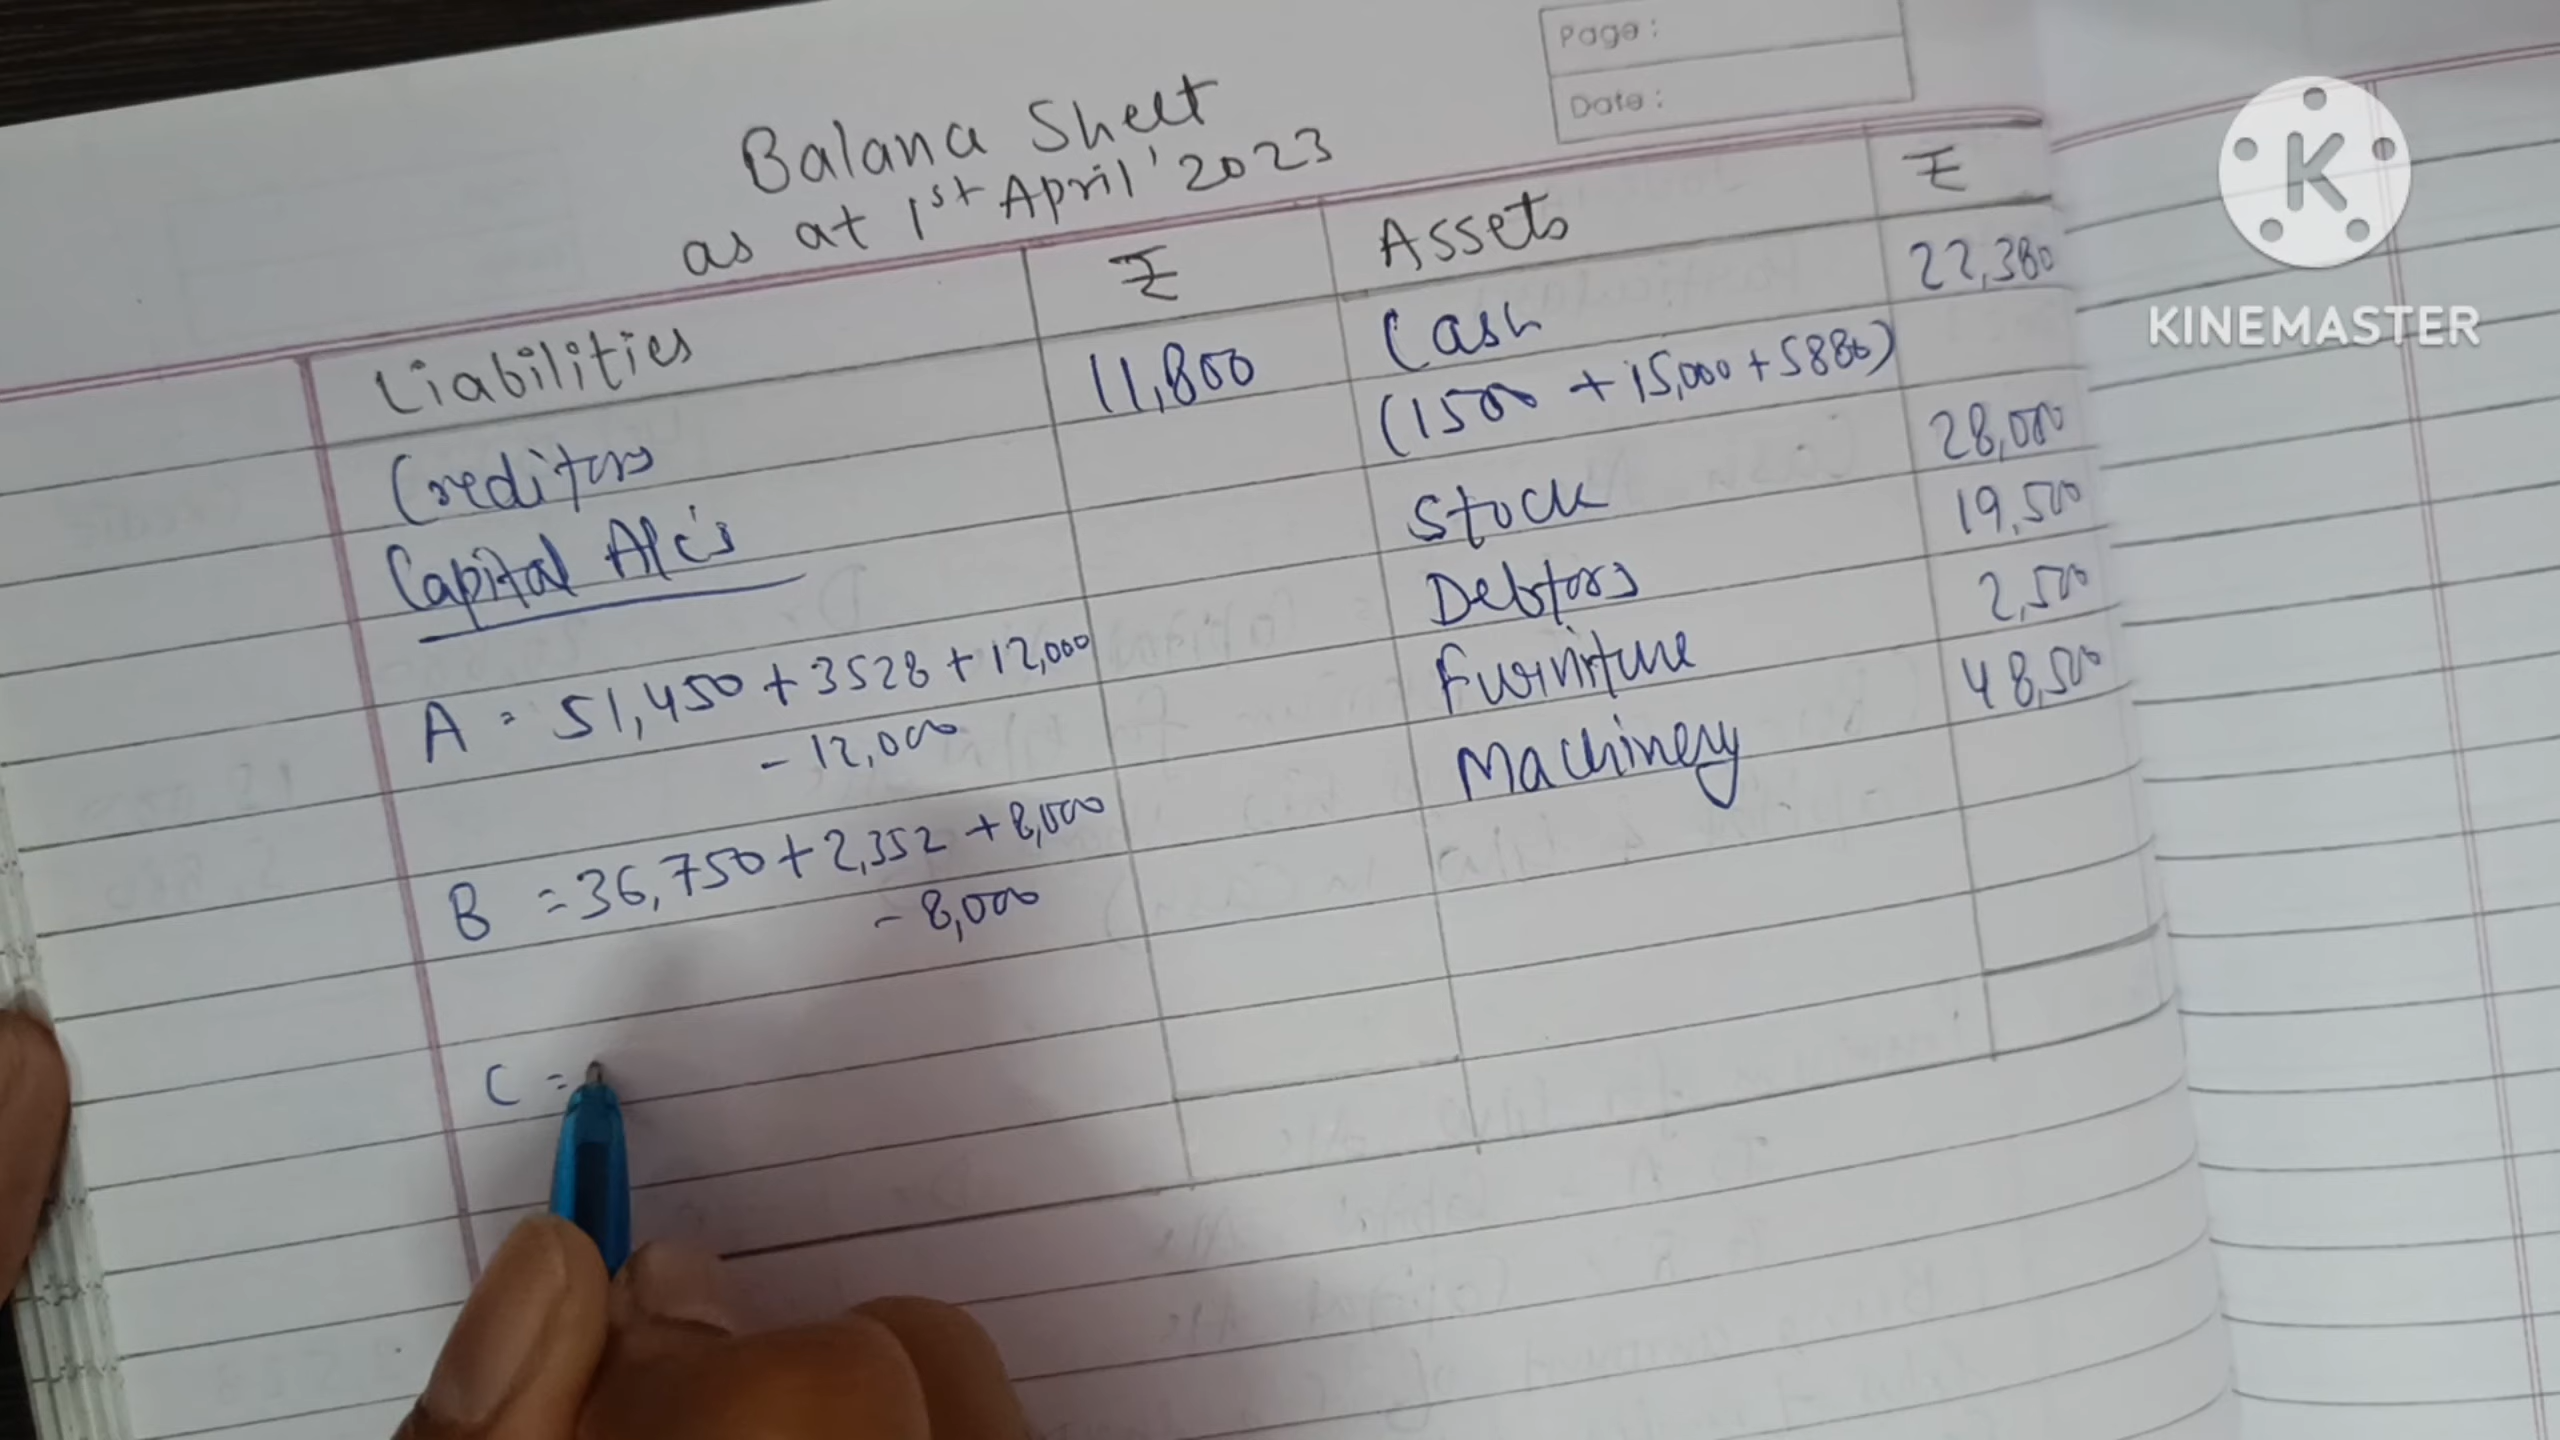 Page:
Date:
Balana Sheet
as at 1st April' 2023
Liabilities ₹ Assets ₹
Creditors 11,800 Cash 22,380
(1500 + 15,000 + 5880)
Capital A/c's Stock 28,000
Debtors 19,500
A = 51,450 + 3528 + 12,000 Furniture 2,500
- 12,000 Machinery 48,500
B = 36,750 + 2,352 + 8,000
- 8,000
C =
K
KINEMASTER